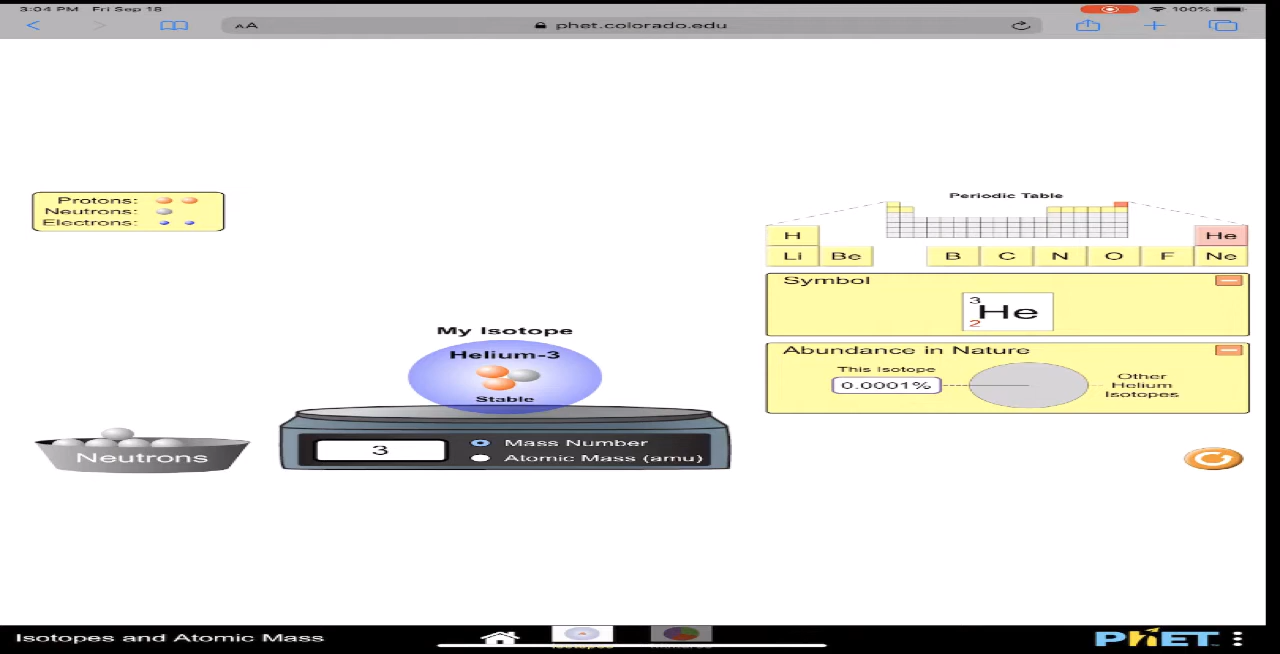 3:04 PM Fri Sep 18
100%
AA
phet.colorado.edu
Protons:
Neutrons:
Electrons:
Periodic Table
H He
Li Be B C N O F Ne
Symbol
3
2
He
My Isotope
Helium-3
Stable
Abundance in Nature
This Isotope
0.0001%
Other
Helium
Isotopes
3
Mass Number
Atomic Mass (amu)
Neutrons
Isotopes and Atomic Mass
PhET